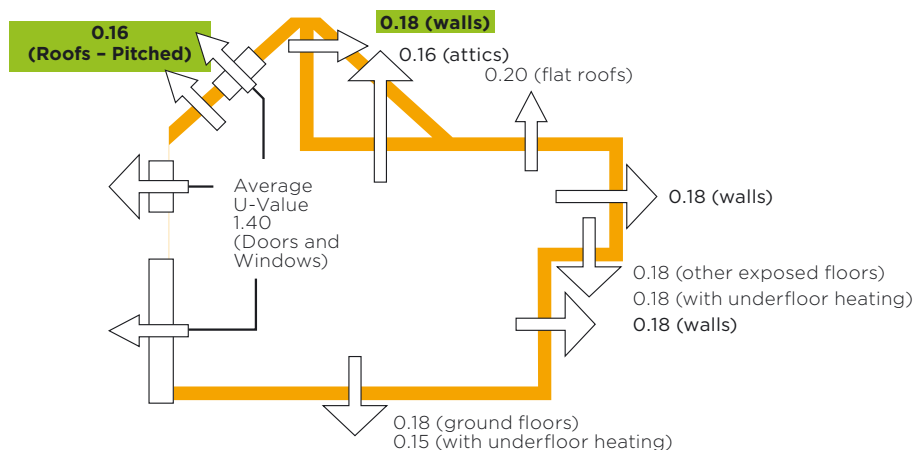 0.16
(Roofs – Pitched)
0.18 (walls)
0.16 (attics)
0.20 (flat roofs)
Average
U-Value
1.40
(Doors and
Windows)
0.18 (walls)
0.18 (other exposed floors)
0.18 (with underfloor heating)
0.18 (walls)
0.18 (ground floors)
0.15 (with underfloor heating)